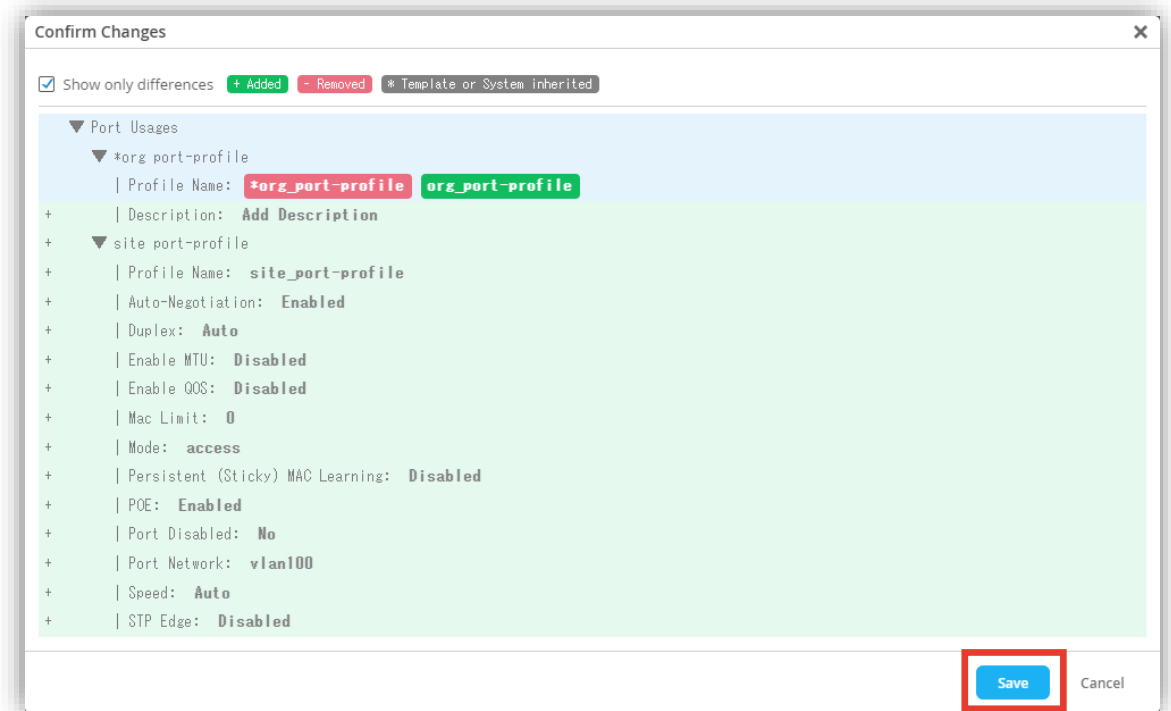 Confirm Changes ×
Show only differences + Added - Removed * Template or System inherited
▼ Port Usages
▼ *org port-profile
| Profile Name: *org_port-profile org_port-profile
+ | Description: Add Description
+ ▼ site port-profile
+ | Profile Name: site_port-profile
+ | Auto-Negotiation: Enabled
+ | Duplex: Auto
+ | Enable MTU: Disabled
+ | Enable QOS: Disabled
+ | Mac Limit: 0
+ | Mode: access
+ | Persistent (Sticky) MAC Learning: Disabled
+ | POE: Enabled
+ | Port Disabled: No
+ | Port Network: vlan100
+ | Speed: Auto
+ | STP Edge: Disabled
Save Cancel